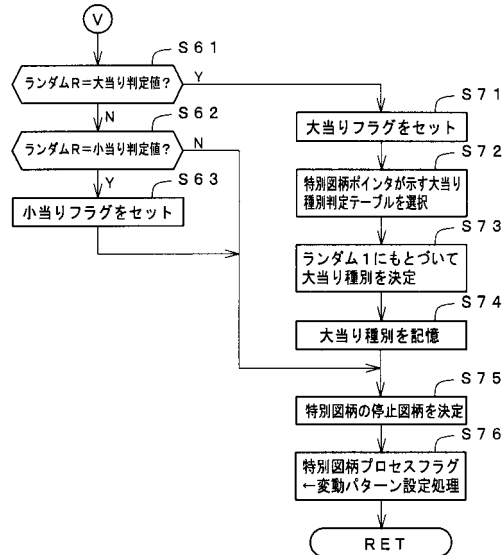 V
S61
ランダムR＝大当り判定値？
Y
N
S62
ランダムR＝小当り判定値？
N
Y
S63
小当りフラグをセット
S71
大当りフラグをセット
S72
特別図柄ポインタが示す大当り
種別判定テーブルを選択
S73
ランダム1にもとづいて
大当り種別を決定
S74
大当り種別を記憶
S75
特別図柄の停止図柄を決定
S76
特別図柄プロセスフラグ
←変動パターン設定処理
RET